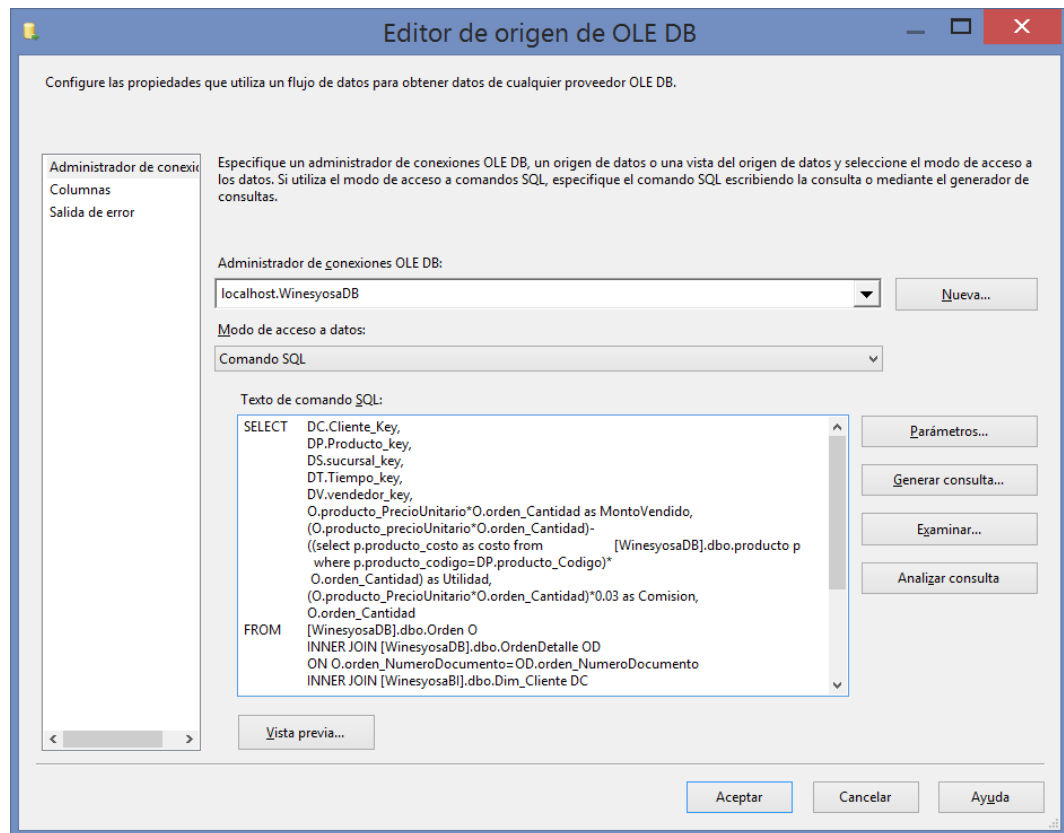 Editor de origen de OLE DB
Configure las propiedades que utiliza un flujo de datos para obtener datos de cualquier proveedor OLE DB.
Administrador de conexio
Columnas
Salida de error
Especifique un administrador de conexiones OLE DB, un origen de datos o una vista del origen de datos y seleccione el modo de acceso a
los datos. Si utiliza el modo de acceso a comandos SQL, especifique el comando SQL escribiendo la consulta o mediante el generador de
consultas.
Administrador de conexiones OLE DB:
localhost.WinesyosaDB
Nueva...
Modo de acceso a datos:
Comando SQL
Texto de comando SQL:
SELECT DC.Cliente_Key,
DP.Producto_key,
DS.sucursal_key,
DT.Tiempo_key,
DV.vendedor_key,
O.producto_PrecioUnitario*O.orden_Cantidad as MontoVendido,
(O.producto_precioUnitario*O.orden_Cantidad)-
((select p.producto_costo as costo from [WinesyosaDB].dbo.producto p
where p.producto_codigo=DP.producto_Codigo)*
O.orden_Cantidad) as Utilidad,
(O.producto_PrecioUnitario*O.orden_Cantidad)*0.03 as Comision,
O.orden_Cantidad
FROM [WinesyosaDB].dbo.Orden O
INNER JOIN [WinesyosaDB].dbo.OrdenDetalle OD
ON O.orden_NumeroDocumento=OD.orden_NumeroDocumento
INNER JOIN [WinesyosaBI].dbo.Dim_Cliente DC
Parámetros...
Generar consulta...
Examinar...
Analizar consulta
Vista previa...
Aceptar
Cancelar
Ayuda